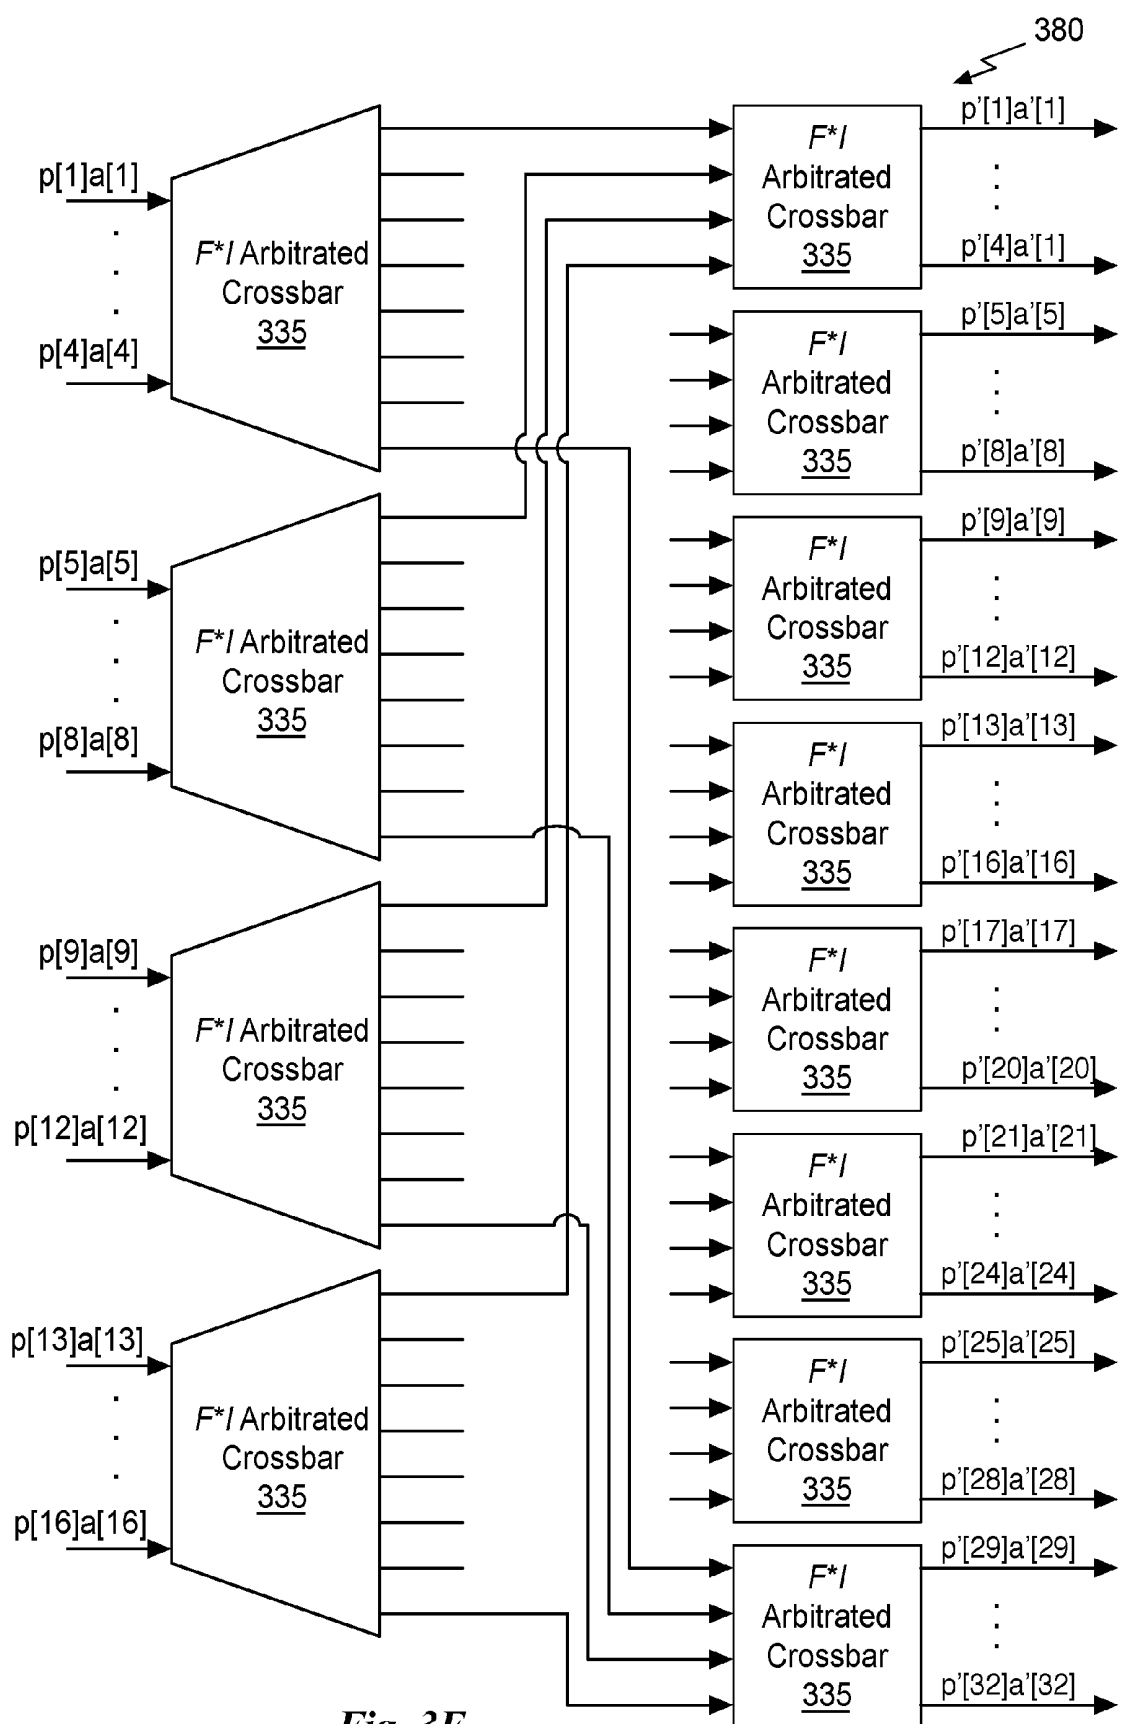 380
p[1]a[1]
p[4]a[4]
F*I Arbitrated
Crossbar
335
p[5]a[5]
p[8]a[8]
F*I Arbitrated
Crossbar
335
p[9]a[9]
p[12]a[12]
F*I Arbitrated
Crossbar
335
p[13]a[13]
p[16]a[16]
F*I Arbitrated
Crossbar
335
F*I
Arbitrated
Crossbar
335
p'[1]a'[1]
p'[4]a'[1]
F*I
Arbitrated
Crossbar
335
p'[5]a'[5]
p'[8]a'[8]
F*I
Arbitrated
Crossbar
335
p'[9]a'[9]
p'[12]a'[12]
F*I
Arbitrated
Crossbar
335
p'[13]a'[13]
p'[16]a'[16]
F*I
Arbitrated
Crossbar
335
p'[17]a'[17]
p'[20]a'[20]
F*I
Arbitrated
Crossbar
335
p'[21]a'[21]
p'[24]a'[24]
F*I
Arbitrated
Crossbar
335
p'[25]a'[25]
p'[28]a'[28]
F*I
Arbitrated
Crossbar
335
p'[29]a'[29]
p'[32]a'[32]
Fig.